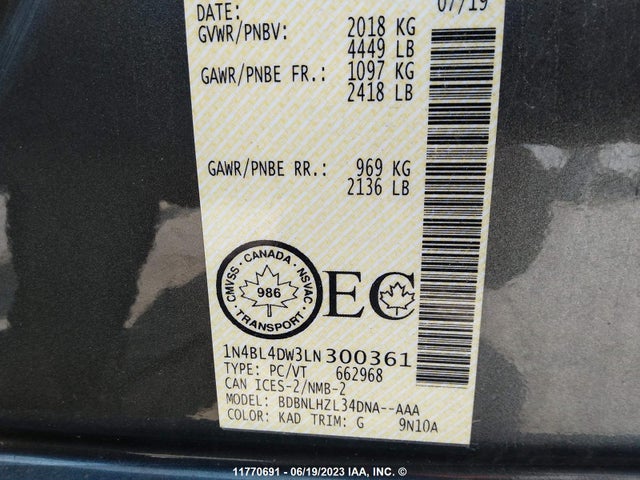 DATE: 07/19
GVWR/PNBV: 2018 KG
4449 LB
GAWR/PNBE FR.: 1097 KG
2418 LB
GAWR/PNBE RR.: 969 KG
2136 LB
CMVSS · CANADA · NSVAC
986
TRANSPORT
EC
1N4BL4DW3LN300361
TYPE: PC/VT 662968
CAN ICES-2/NMB-2
MODEL: BDBNLHZL34DNA--AAA
COLOR: KAD TRIM: G 9N10A
11770691 - 06/19/2023 IAA, INC. ©